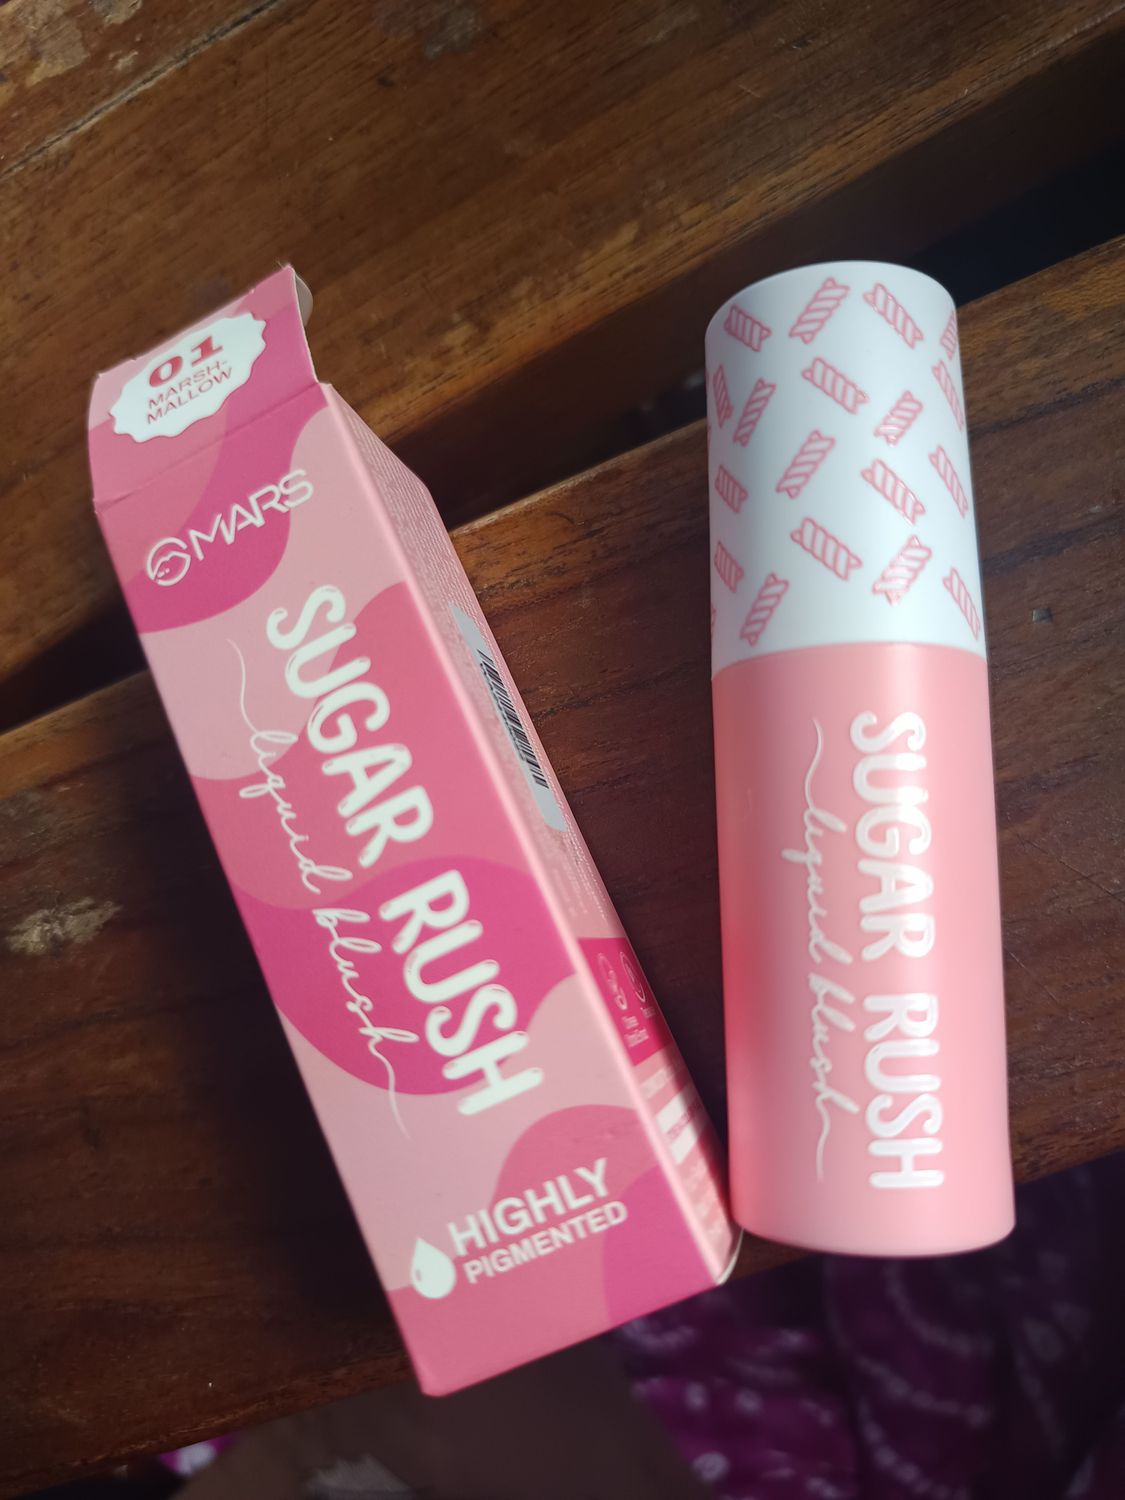 01
MARSH-
MALLOW
MARS
SUGAR RUSH
liquid blush
HIGHLY
PIGMENTED
SUGAR RUSH
liquid blush